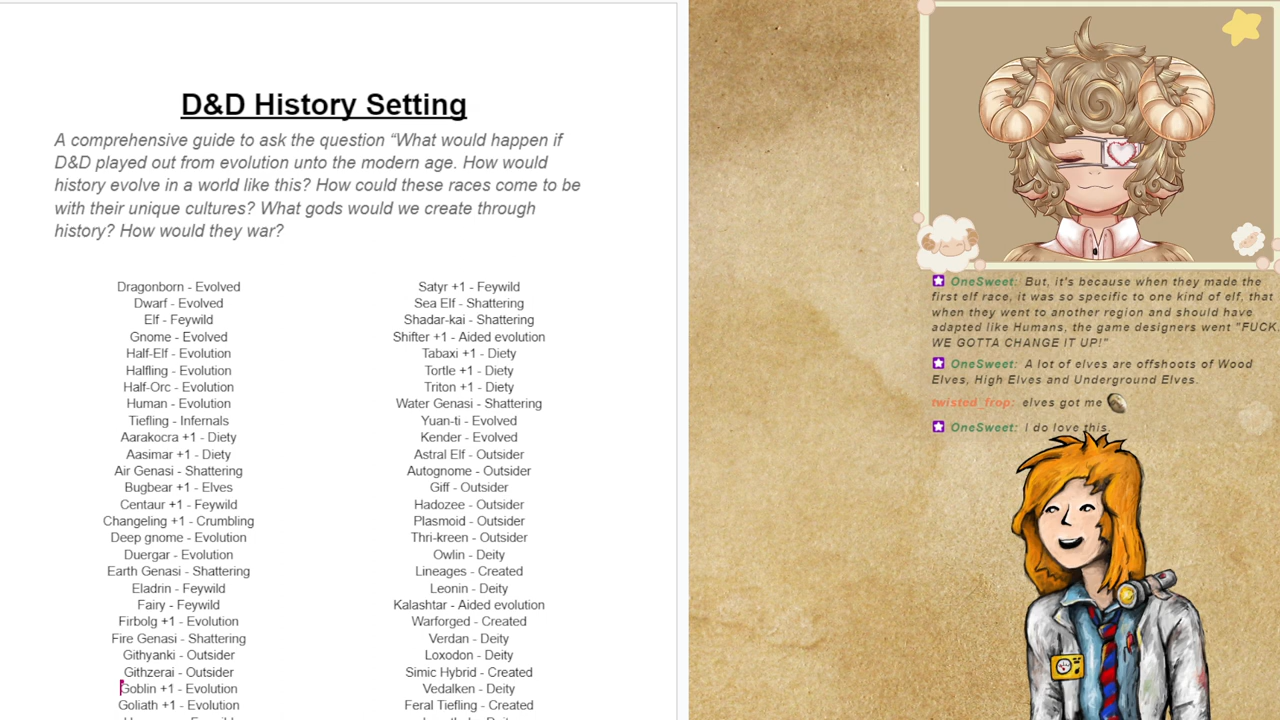 D&D History Setting
A comprehensive guide to ask the question “What would happen if
D&D played out from evolution unto the modern age. How would
history evolve in a world like this? How could these races come to be
with their unique cultures? What gods would we create through
history? How would they war?
Dragonborn - Evolved
Dwarf - Evolved
Elf - Feywild
Gnome - Evolved
Half-Elf - Evolution
Halfling - Evolution
Half-Orc - Evolution
Human - Evolution
Tiefling - Infernals
Aarakocra +1 - Diety
Aasimar +1 - Diety
Air Genasi - Shattering
Bugbear +1 - Elves
Centaur +1 - Feywild
Changeling +1 - Crumbling
Deep gnome - Evolution
Duergar - Evolution
Earth Genasi - Shattering
Eladrin - Feywild
Fairy - Feywild
Firbolg +1 - Evolution
Fire Genasi - Shattering
Githyanki - Outsider
Githzerai - Outsider
Goblin +1 - Evolution
Goliath +1 - Evolution
Satyr +1 - Feywild
Sea Elf - Shattering
Shadar-kai - Shattering
Shifter +1 - Aided evolution
Tabaxi +1 - Diety
Tortle +1 - Diety
Triton +1 - Diety
Water Genasi - Shattering
Yuan-ti - Evolved
Kender - Evolved
Astral Elf - Outsider
Autognome - Outsider
Giff - Outsider
Hadozee - Outsider
Plasmoid - Outsider
Thri-kreen - Outsider
Owlin - Deity
Lineages - Created
Leonin - Deity
Kalashtar - Aided evolution
Warforged - Created
Verdan - Deity
Loxodon - Deity
Simic Hybrid - Created
Vedalken - Deity
Feral Tiefling - Created
OneSweet: But, it's because when they made the
first elf race, it was so specific to one kind of elf, that
when they went to another region and should have
adapted like Humans, the game designers went "FUCK.
WE GOTTA CHANGE IT UP!"
OneSweet: A lot of elves are offshoots of Wood
Elves, High Elves and Underground Elves.
twisted_frop: elves got me
OneSweet: I do love this.